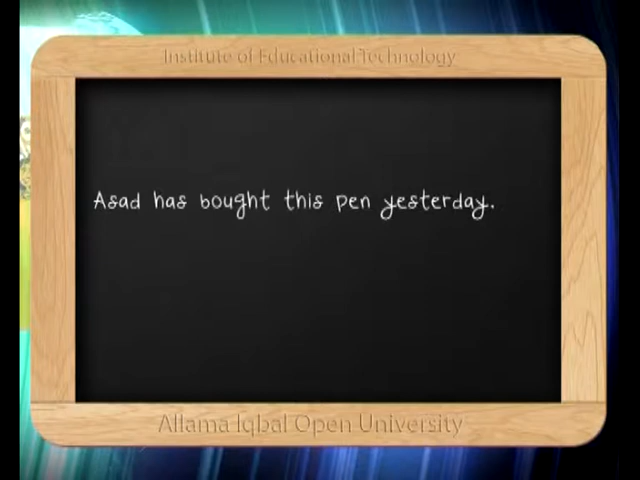 Institute of Educational Technology
Asad has bought this pen yesterday.
Allama Iqbal Open University